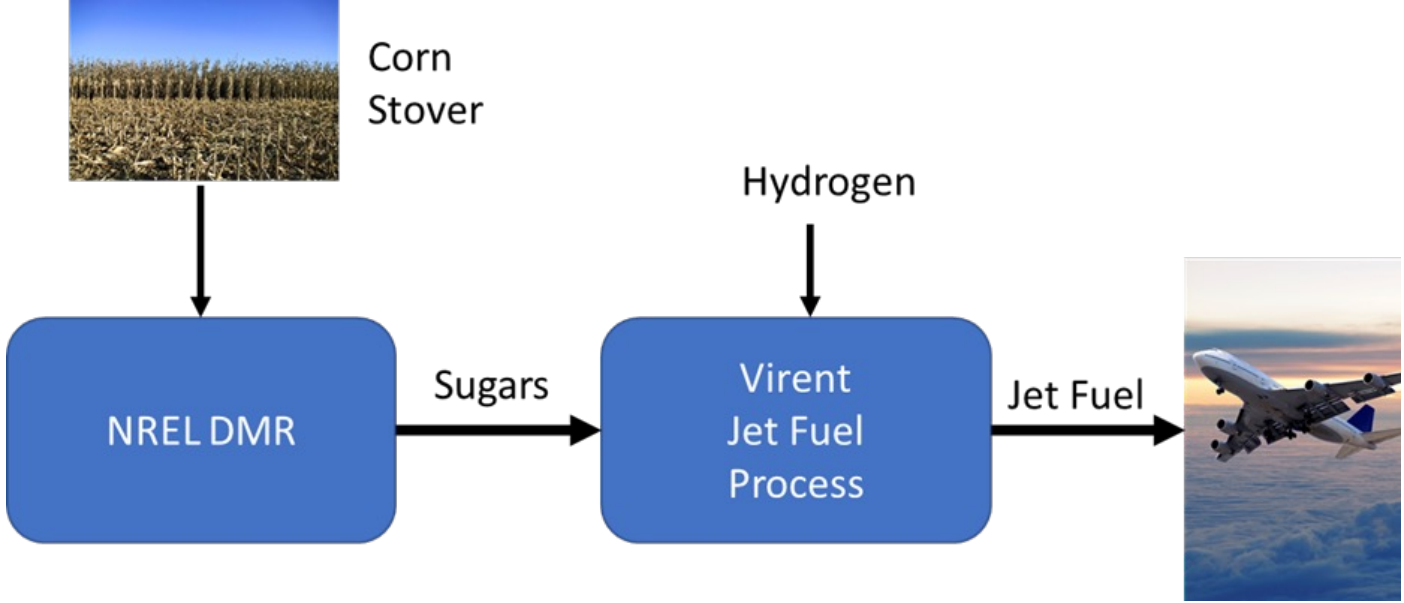 Corn
Stover
Hydrogen
NREL DMR
Sugars
Virent
Jet Fuel
Process
Jet Fuel